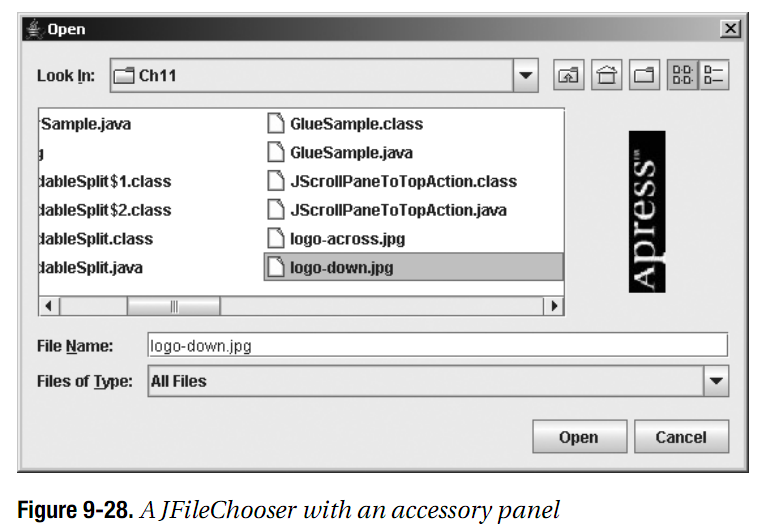 Open
Look In: Ch11
Sample.java
dableSplit$1.class
dableSplit$2.class
dableSplit.class
dableSplit.java
GlueSample.class
GlueSample.java
JScrollPaneToTopAction.class
JScrollPaneToTopAction.java
logo-across.jpg
logo-down.jpg
Apress™
File Name: logo-down.jpg
Files of Type: All Files
Open Cancel
Figure 9-28. A JFileChooser with an accessory panel